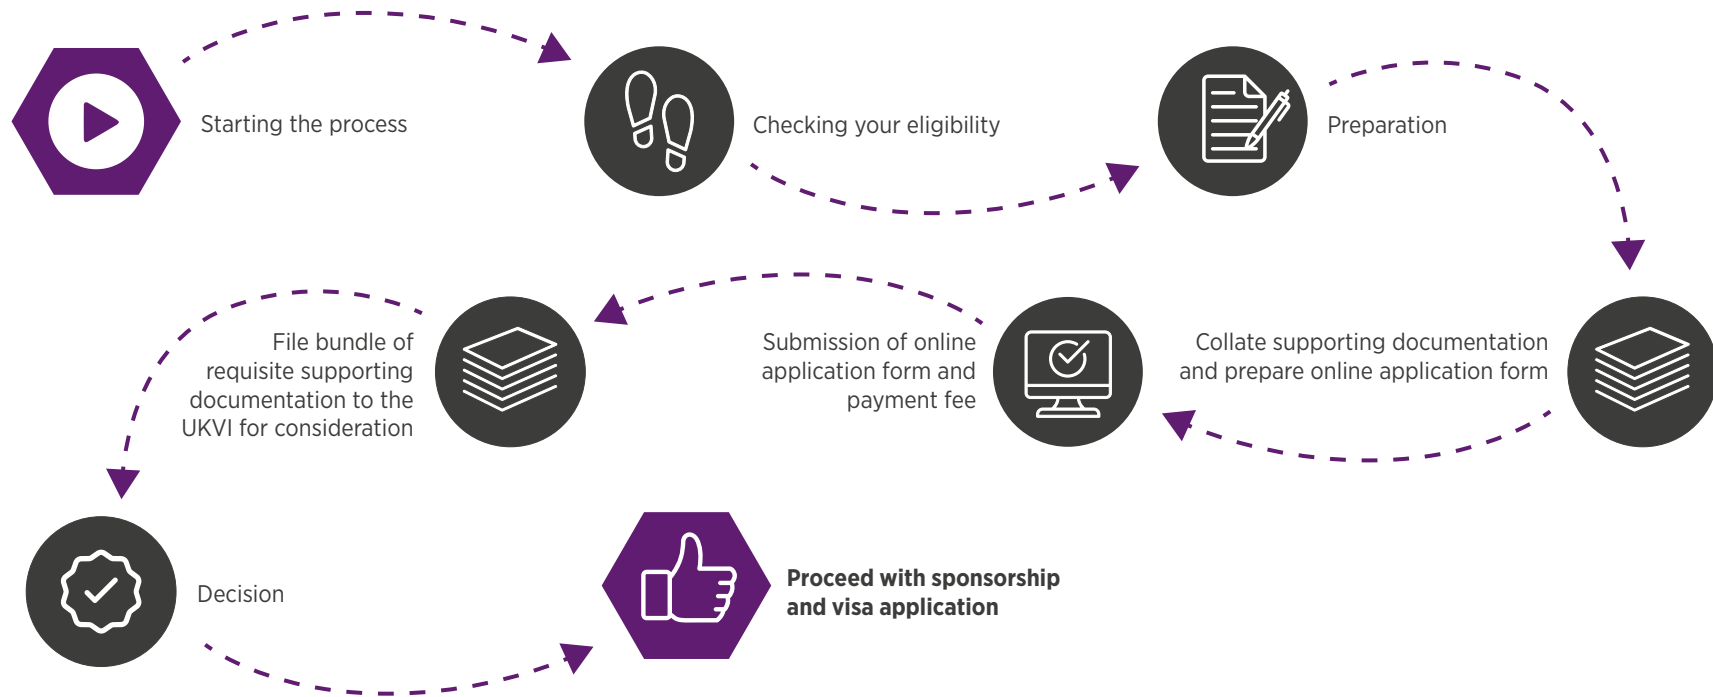 Starting the process
Checking your eligibility
Preparation
Collate supporting documentation
and prepare online application form
Submission of online
application form and
payment fee
File bundle of
requisite supporting
documentation to the
UKVI for consideration
Decision
Proceed with sponsorship
and visa application